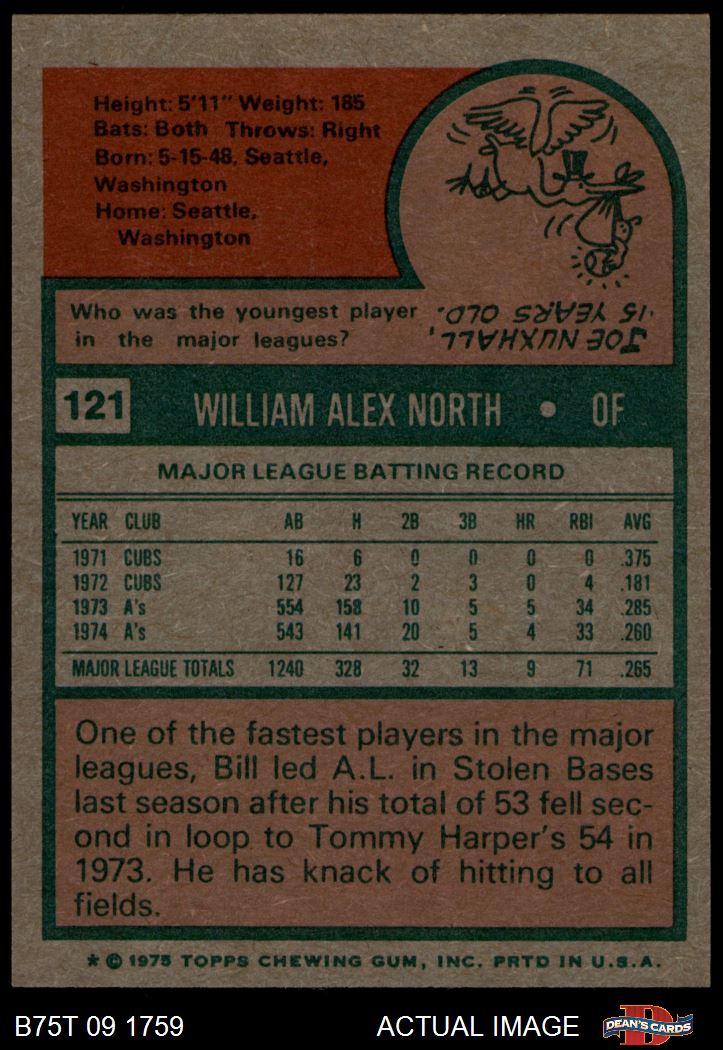 Height: 5'11" Weight: 185
Bats: Both Throws: Right
Born: 5-15-48, Seattle,
Washington
Home: Seattle,
Washington
Who was the youngest player
in the major leagues?
JOE NUXHALL,
15 YEARS OLD.
121 WILLIAM ALEX NORTH • OF
MAJOR LEAGUE BATTING RECORD
YEAR CLUB AB H 2B 3B HR RBI AVG
1971 CUBS 16 6 0 0 0 0 .375
1972 CUBS 127 23 2 3 0 4 .181
1973 A's 554 158 10 5 5 34 .285
1974 A's 543 141 20 5 4 33 .260
MAJOR LEAGUE TOTALS 1240 328 32 13 9 71 .265
One of the fastest players in the major
leagues, Bill led A.L. in Stolen Bases
last season after his total of 53 fell sec-
ond in loop to Tommy Harper's 54 in
1973. He has knack of hitting to all
fields.
* © 1975 TOPPS CHEWING GUM, INC. PRTD IN U.S.A.
B75T 09 1759 ACTUAL IMAGE D DEAN'S CARDS